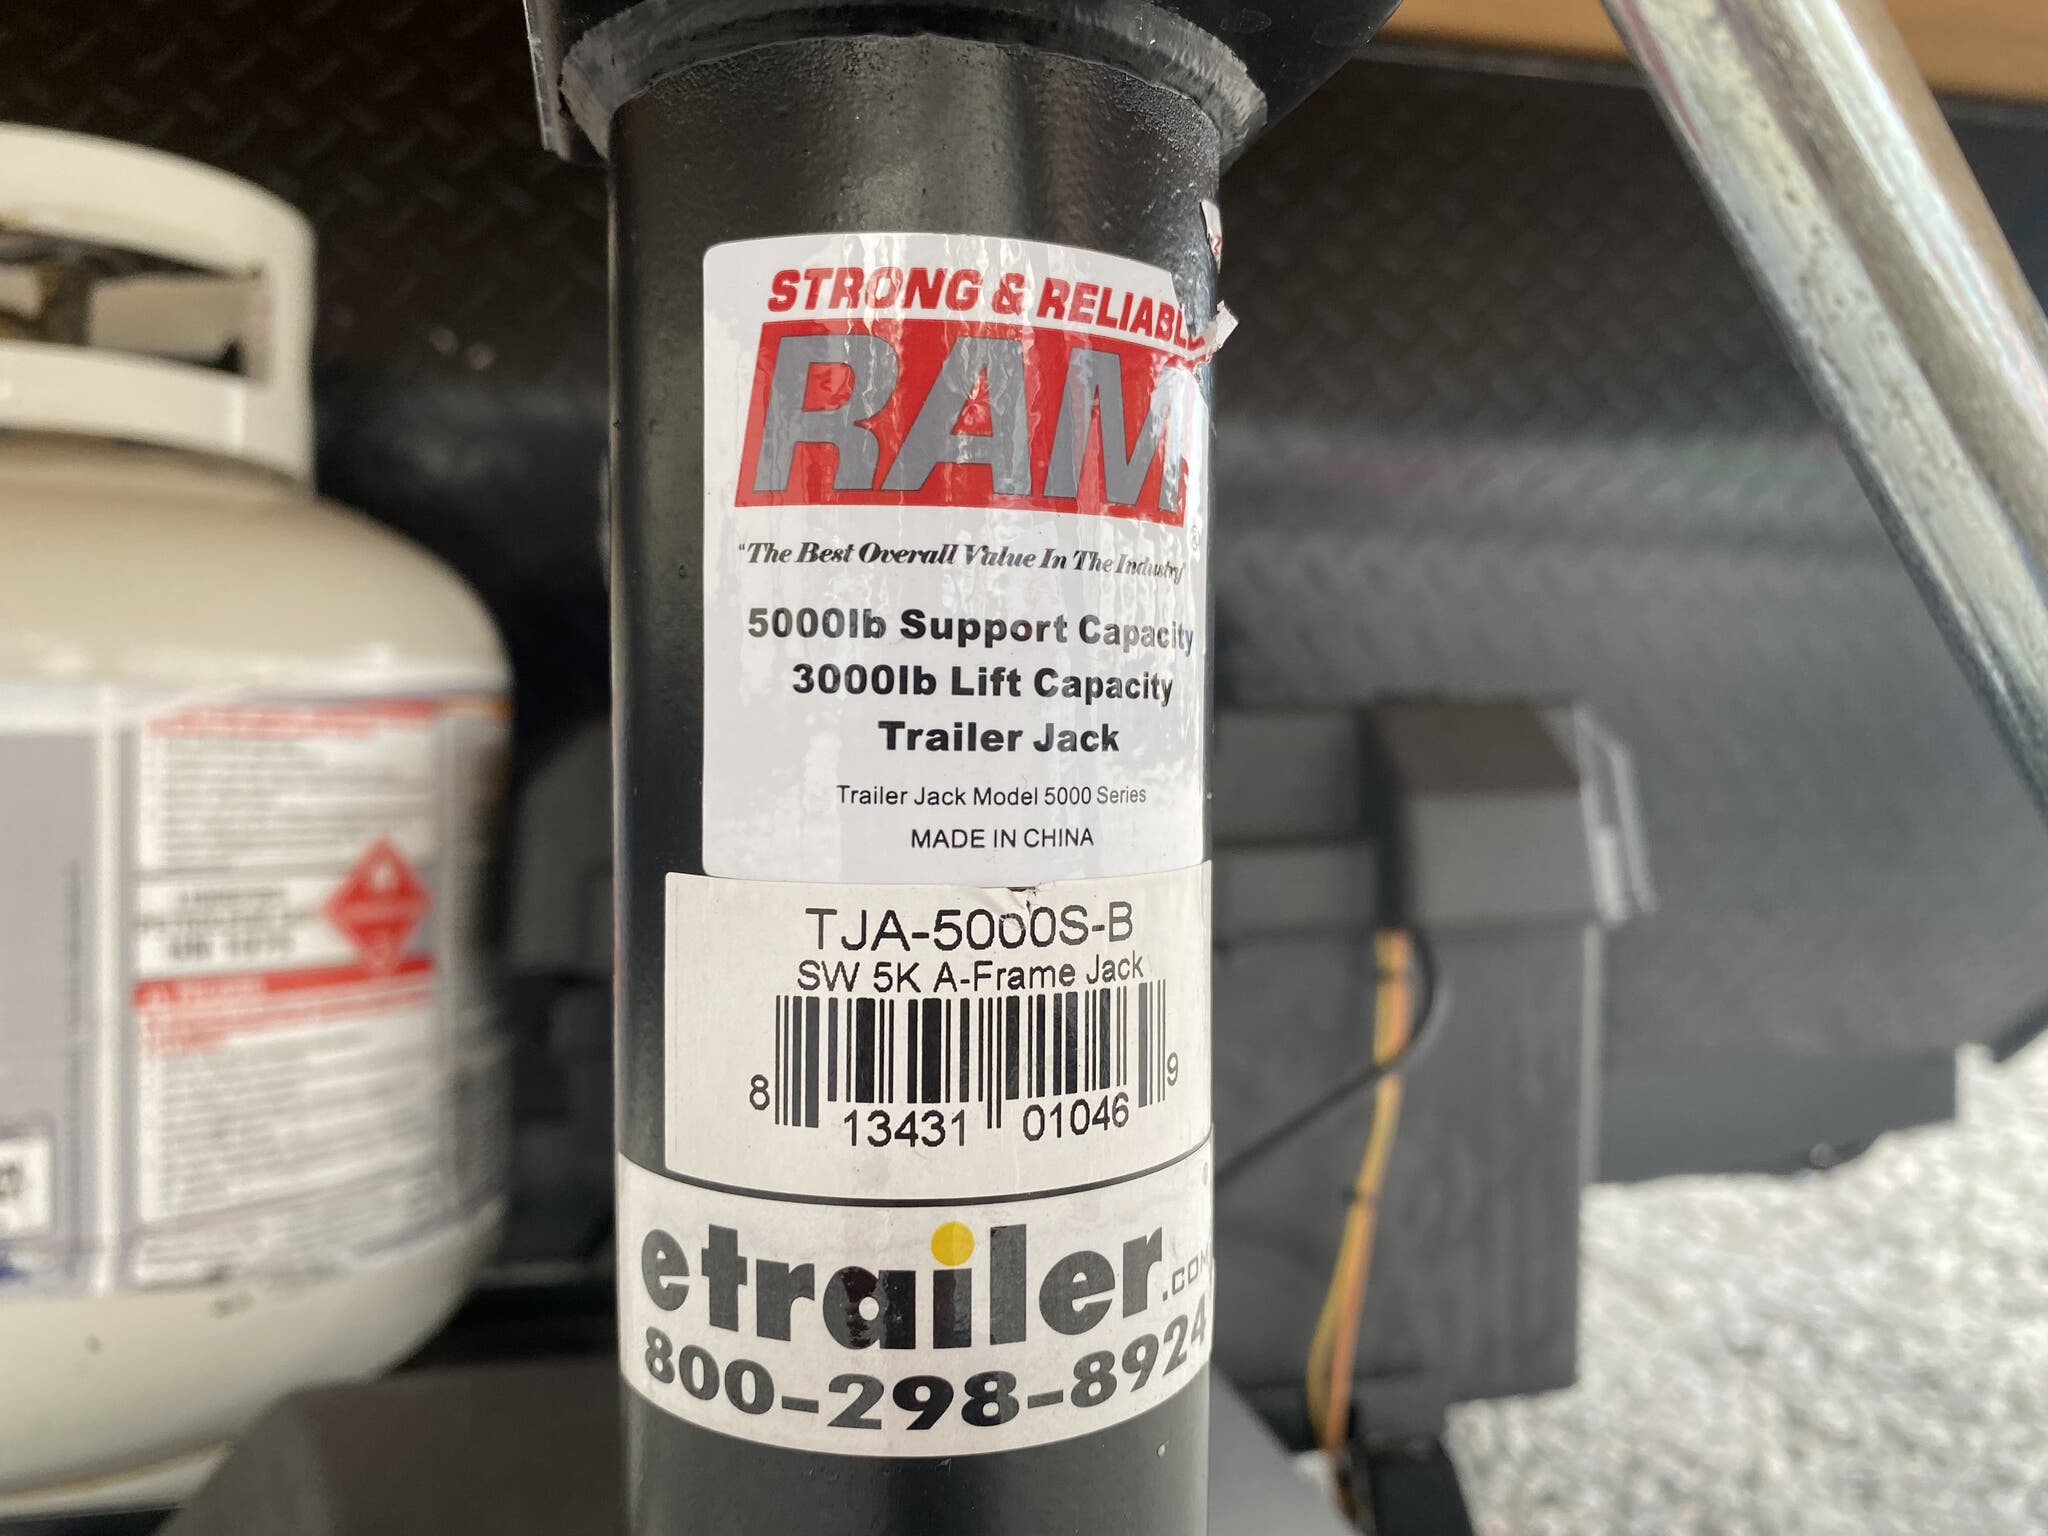 STRONG & RELIABLE
RAM
®
"The Best Overall Value In The Industry"
5000lb Support Capacity
3000lb Lift Capacity
Trailer Jack
Trailer Jack Model 5000 Series
MADE IN CHINA
TJA-5000S-B
SW 5K A-Frame Jack
8 13431 01046 9
etrailer.com
800-298-8924